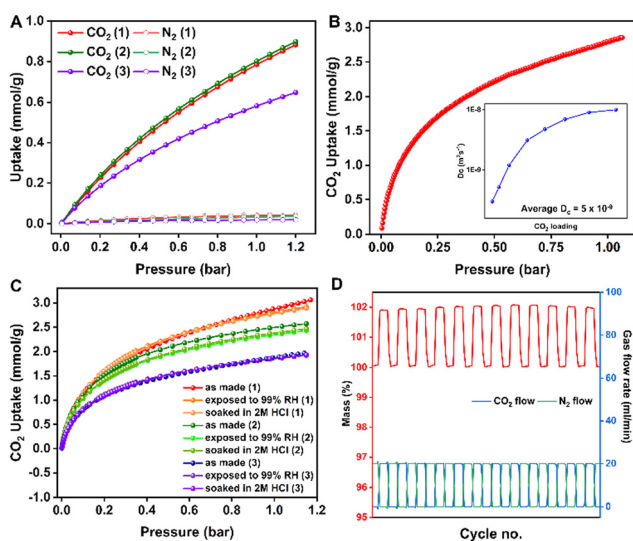 A
CO2 (1) N2 (1)
CO2 (2) N2 (2)
CO2 (3) N2 (3)
Uptake (mmol/g)
1.0
0.8
0.6
0.4
0.2
0.0
0.0 0.2 0.4 0.6 0.8 1.0 1.2
Pressure (bar)
B
CO2 Uptake (mmol/g)
3.0
2.5
2.0
1.5
1.0
0.5
0.0
0.00 0.25 0.50 0.75 1.00
Pressure (bar)
1E-8
1E-9
Dc (m2s-1)
Average Dc = 5 x 10-9
CO2 loading
C
CO2 Uptake (mmol/g)
3.0
2.5
2.0
1.5
1.0
0.5
0.0
-0.5
-1.0
as made (1)
exposed to 99% RH (1)
soaked in 2M HCl (1)
as made (2)
exposed to 99% RH (2)
soaked in 2M HCl (2)
as made (3)
exposed to 99% RH (3)
soaked in 2M HCl (3)
0.0 0.2 0.4 0.6 0.8 1.0 1.2
Pressure (bar)
D
Mass (%)
102
101
100
99
98
97
96
95
100
80
60
40
20
0
Gas flow rate (ml/min)
CO2 flow N2 flow
Cycle no.